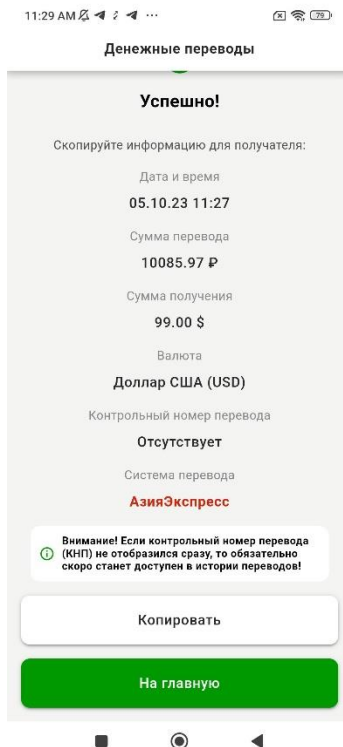 11:29 AM
79
Денежные переводы
Успешно!
Скопируйте информацию для получателя:
Дата и время
05.10.23 11:27
Сумма перевода
10085.97 ₽
Сумма получения
99.00 $
Валюта
Доллар США (USD)
Контрольный номер перевода
Отсутствует
Система перевода
АзияЭкспресс
Внимание! Если контрольный номер перевода
(КНП) не отобразился сразу, то обязательно
скоро станет доступен в истории переводов!
Копировать
На главную